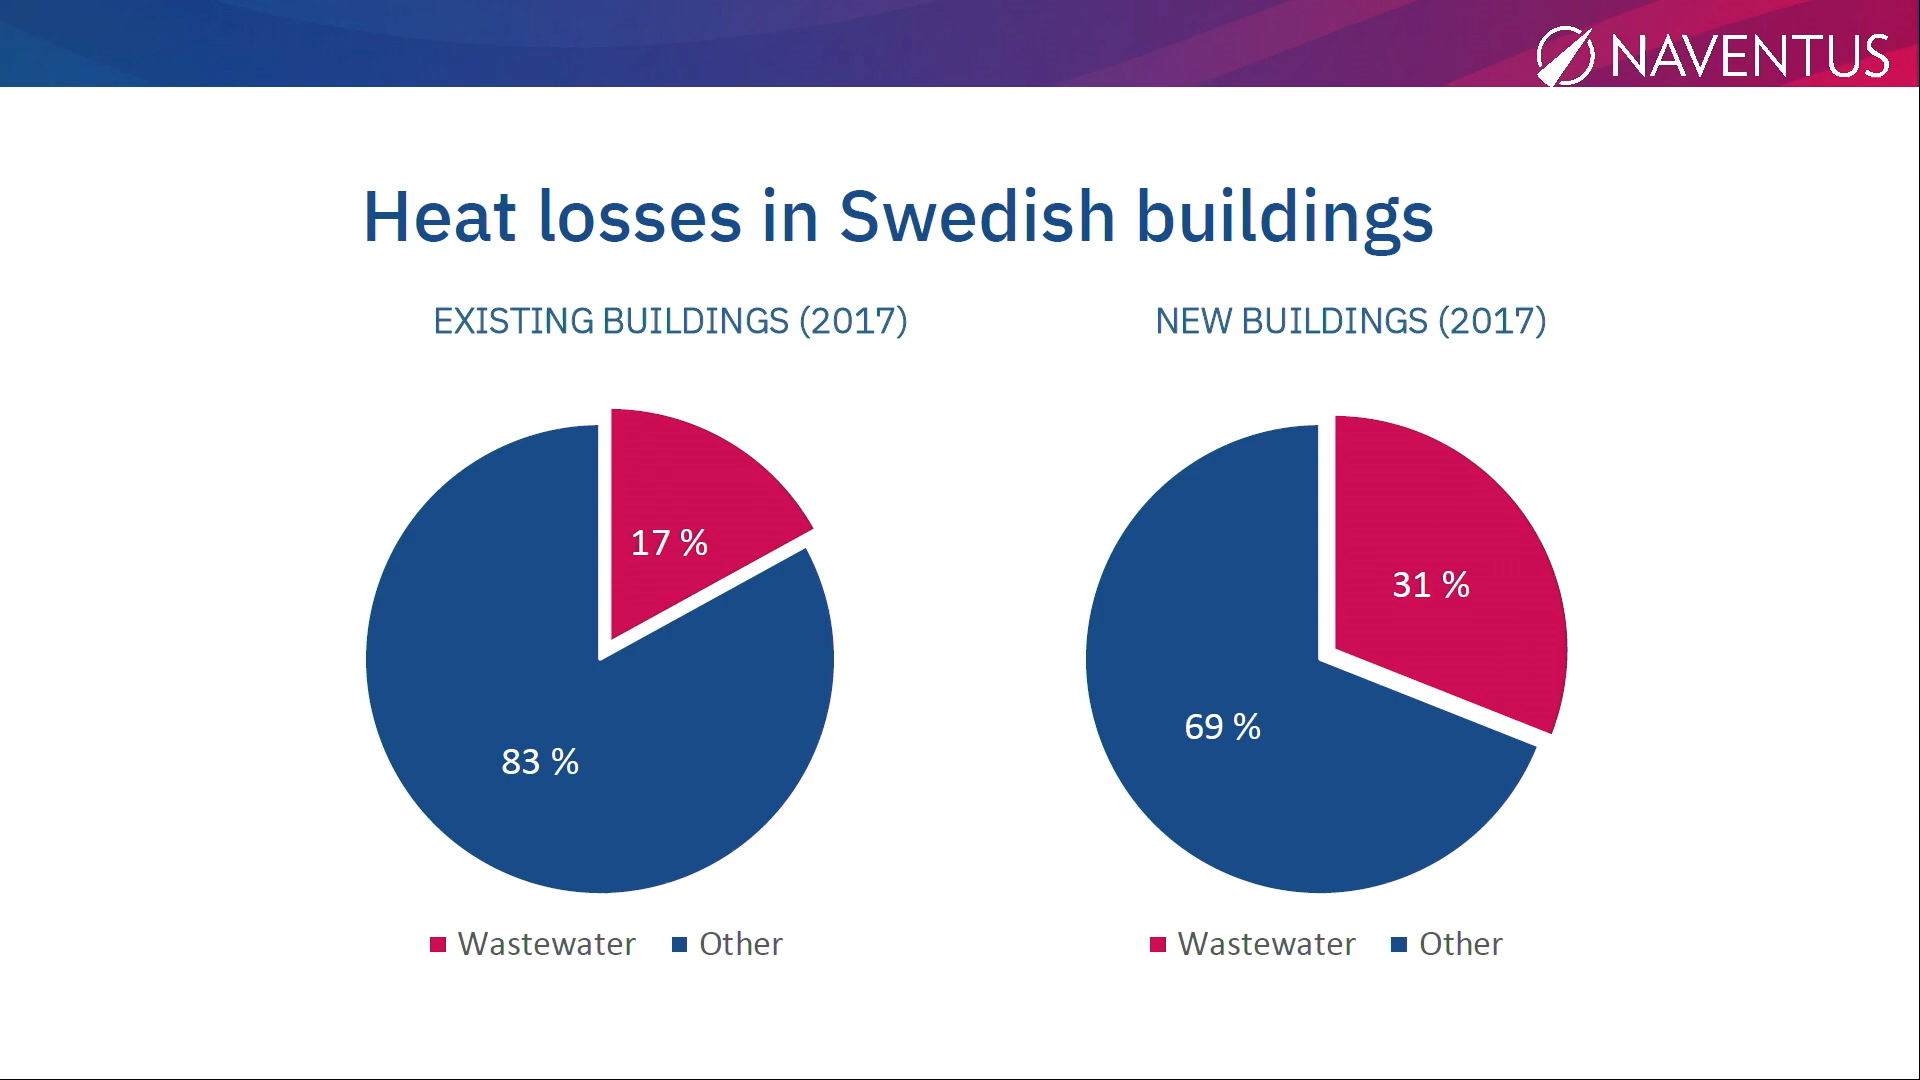 NAVENTUS
Heat losses in Swedish buildings
EXISTING BUILDINGS (2017)
NEW BUILDINGS (2017)
17 %
83 %
31 %
69 %
Wastewater Other
Wastewater Other